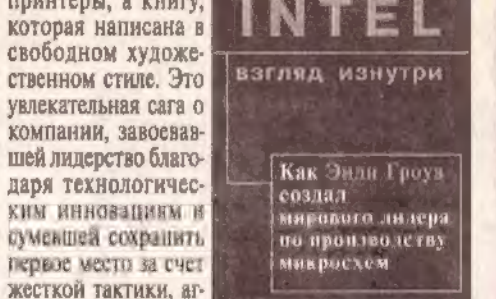 принтеры, а книгу,
которая написана в
свободном художе-
ственном стиле. Это
увлекательная сага о
компании, завоевав-
шей лидерство благо-
даря технологичес-
ким инновациям и
сумевшей сохранить
первое место за счет
жесткой тактики, аг-
INTEL
взгляд изнутри
Как Энди Гроув
создал
мирового лидера
по производству
микросхем